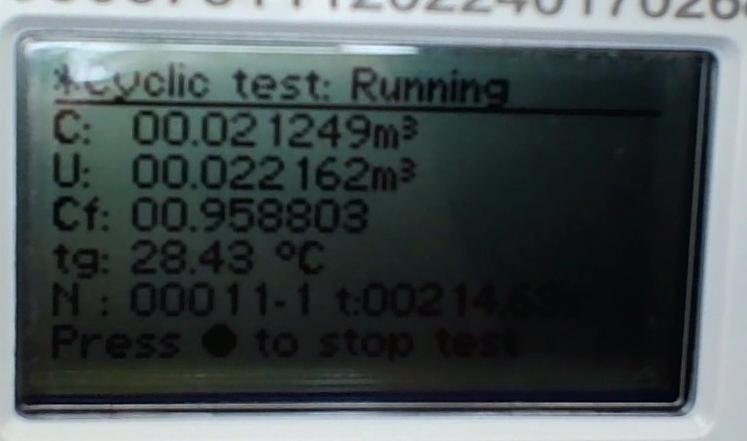 *Cyclic test: Running
C: 00.021249m³
U: 00.022162m³
Cf: 00.958803
tg: 28.43 °C
N : 00011-1 t:00214.63s
Press ● to stop test